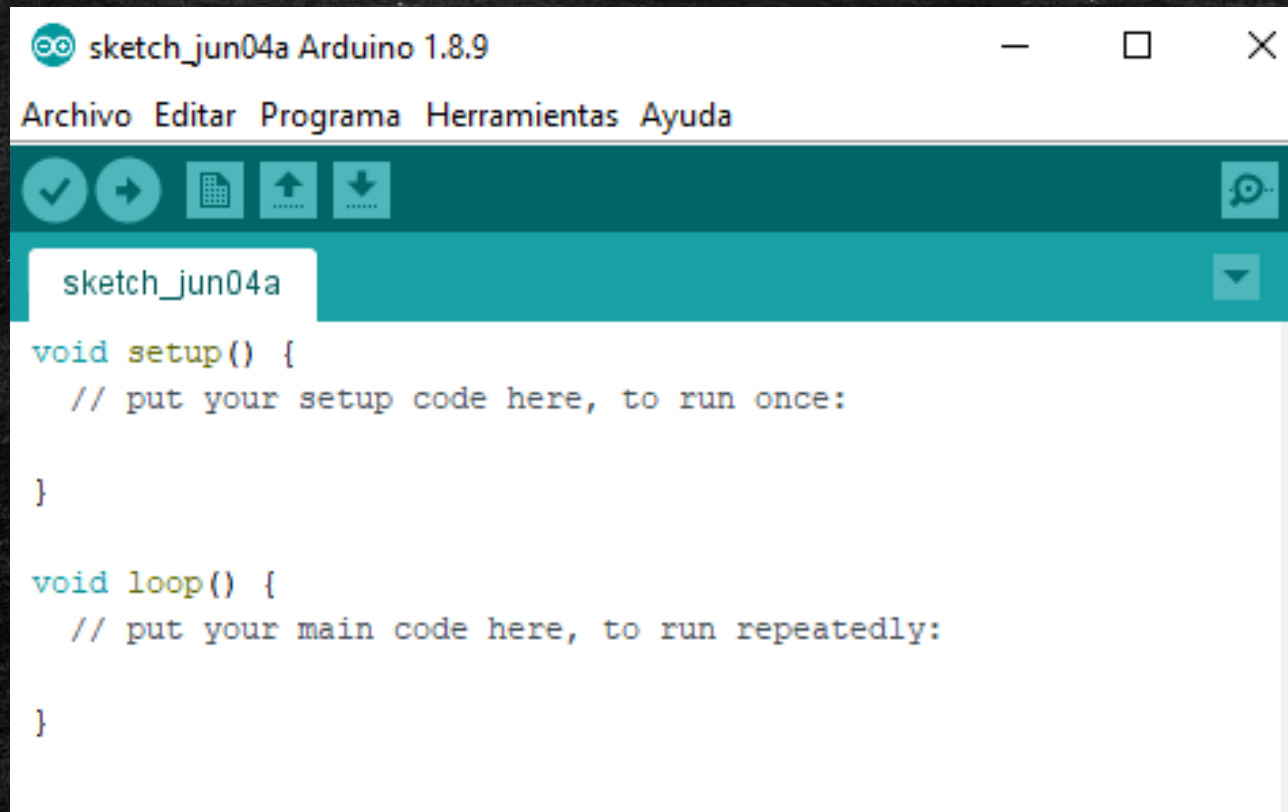 sketch_jun04a Arduino 1.8.9
Archivo Editar Programa Herramientas Ayuda
sketch_jun04a
void setup() {
  // put your setup code here, to run once:
}
void loop() {
  // put your main code here, to run repeatedly:
}